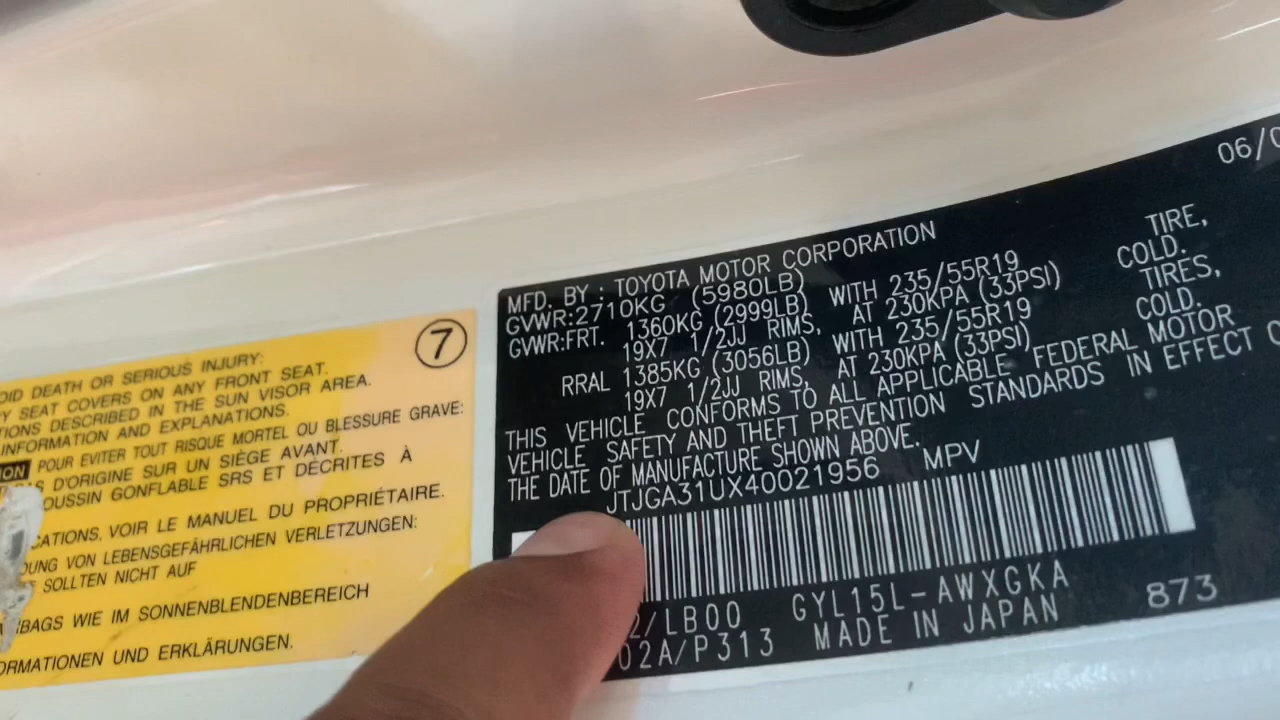 OID DEATH OR SERIOUS INJURY:
SEAT COVERS ON ANY FRONT SEAT.
TIONS DESCRIBED IN THE SUN VISOR AREA.
INFORMATION AND EXPLANATIONS.
ION POUR EVITER TOUT RISQUE MORTEL OU BLESSURE GRAVE:
S D'ORIGINE SUR UN SIÈGE AVANT.
OUSSIN GONFLABLE SRS ET DÉCRITES À
CATIONS, VOIR LE MANUEL DU PROPRIÉTAIRE.
DUNG VON LEBENSGEFÄHRLICHEN VERLETZUNGEN:
SOLLTEN NICHT AUF
RBAGS WIE IM SONNENBLENDENBEREICH
ORMATIONEN UND ERKLÄRUNGEN.
7
06/0
MFD. BY : TOYOTA MOTOR CORPORATION
GVWR:2710KG (5980LB)
GVWR:FRT. 1360KG (2999LB) WITH 235/55R19 TIRE,
19X7 1/2JJ RIMS, AT 230KPA (33PSI) COLD.
RRAL 1385KG (3056LB) WITH 235/55R19 TIRES,
19X7 1/2JJ RIMS, AT 230KPA (33PSI) COLD.
THIS VEHICLE CONFORMS TO ALL APPLICABLE FEDERAL MOTOR
VEHICLE SAFETY AND THEFT PREVENTION STANDARDS IN EFFECT O
THE DATE OF MANUFACTURE SHOWN ABOVE.
JTJGA31UX40021956 MPV
2/LB00 GYL15L-AWXGKA
02A/P313 MADE IN JAPAN 873